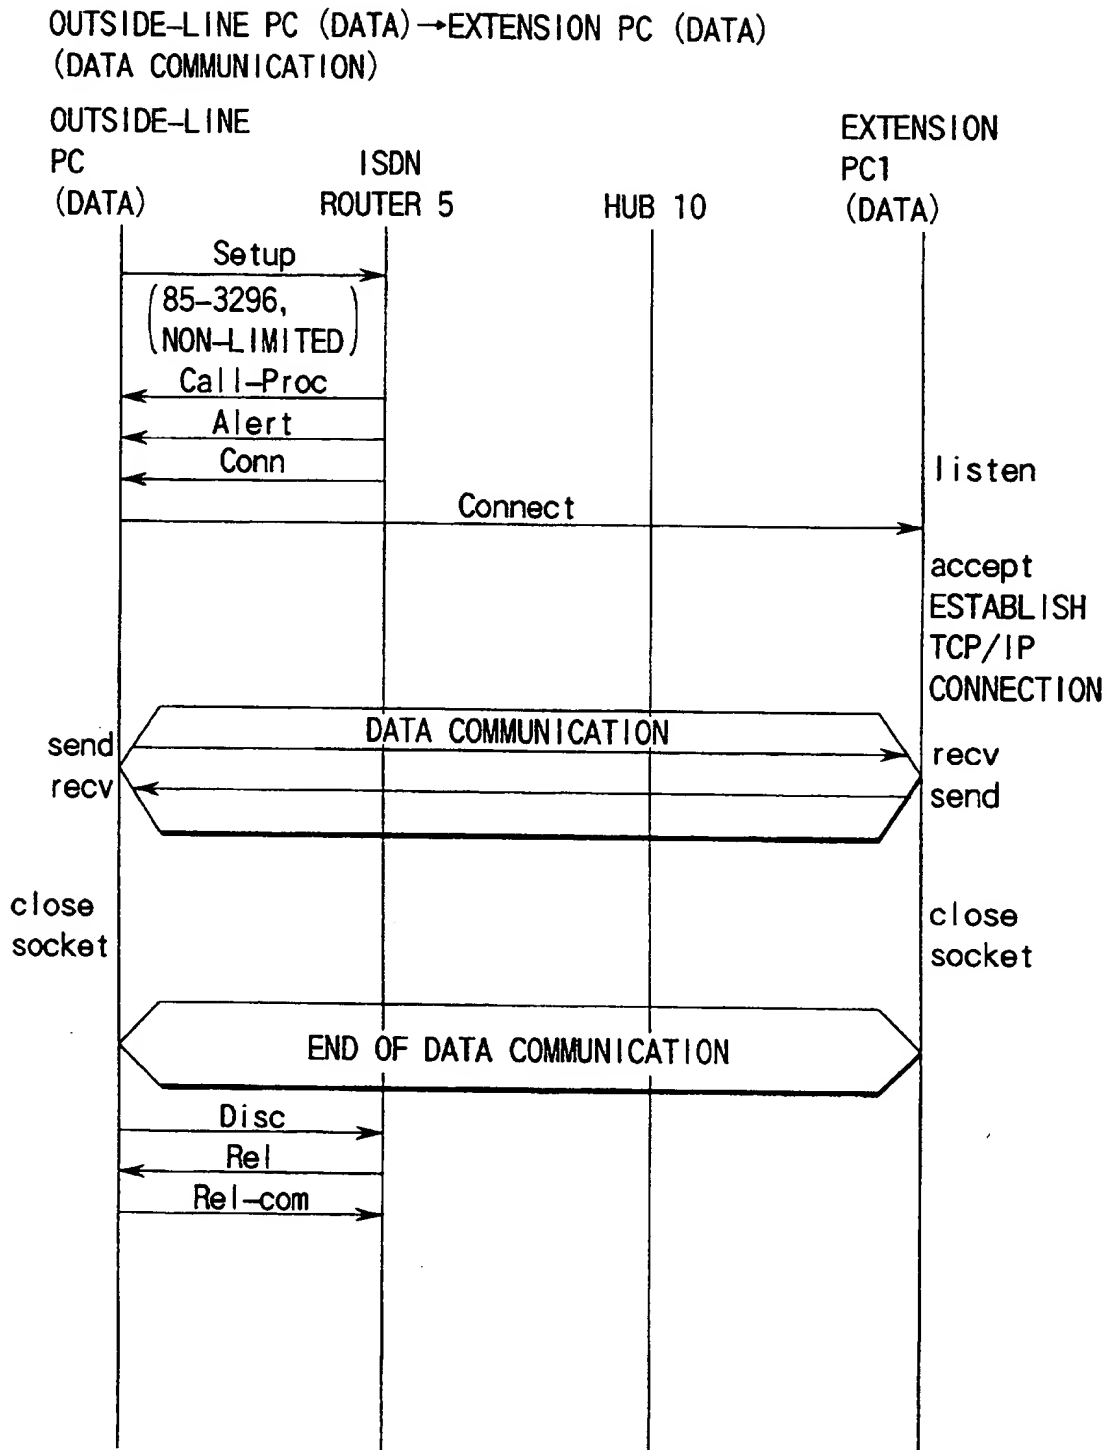 OUTSIDE-LINE PC (DATA)→EXTENSION PC (DATA)
(DATA COMMUNICATION)
OUTSIDE-LINE
PC
(DATA)
ISDN
ROUTER 5
HUB 10
EXTENSION
PC1
(DATA)
Setup
(85-3296,
NON-LIMITED)
Call-Proc
Alert
Conn
listen
Connect
accept
ESTABLISH
TCP/IP
CONNECTION
DATA COMMUNICATION
send
recv
recv
send
close
socket
close
socket
END OF DATA COMMUNICATION
Disc
Rel
Rel-com